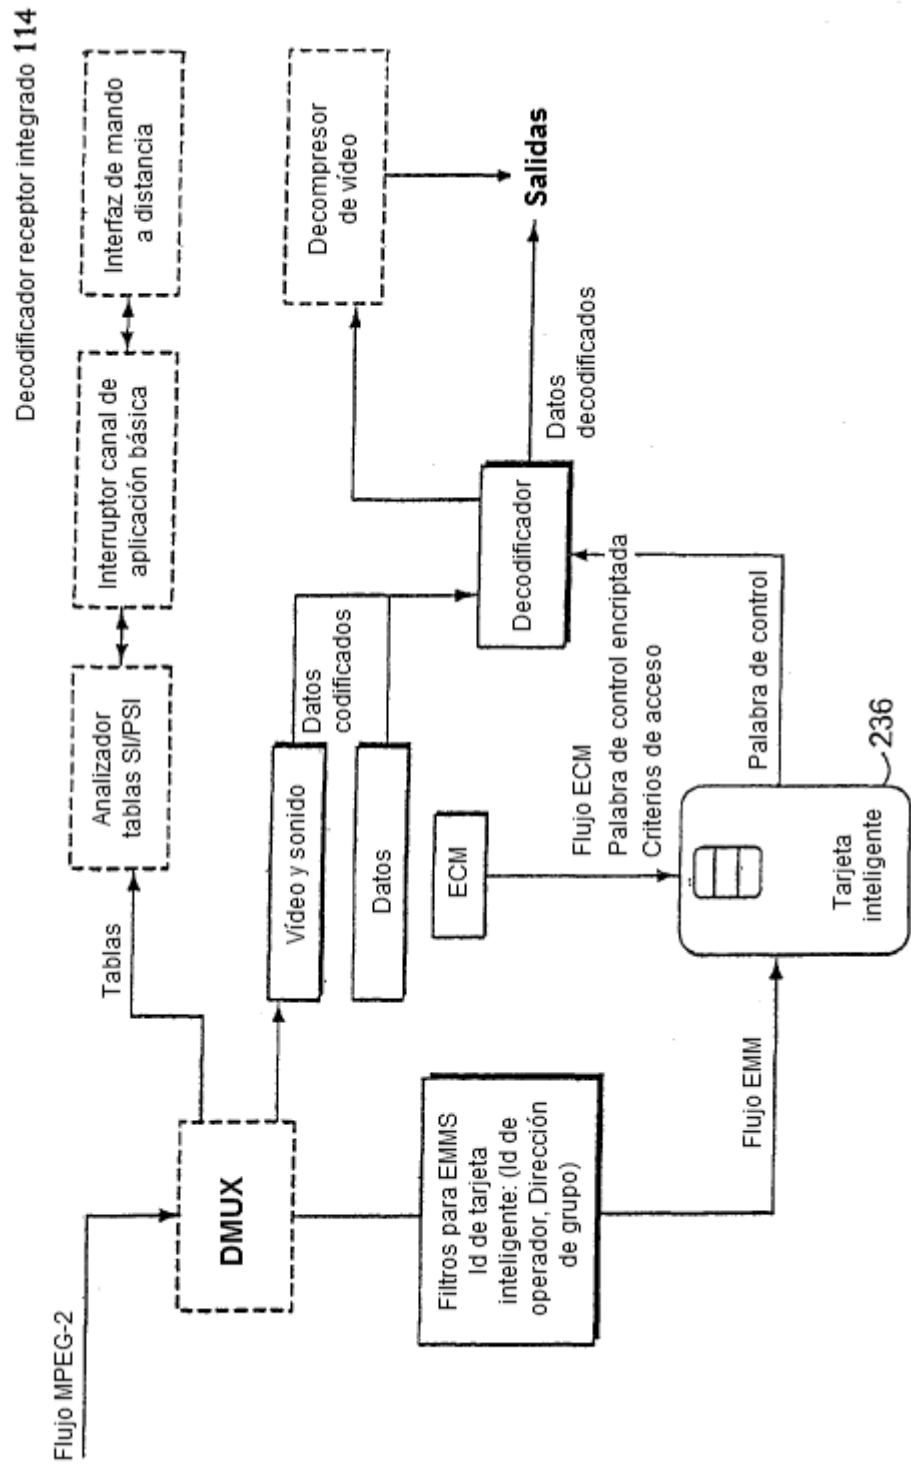 Decodificador receptor integrado 114
Flujo MPEG-2
DMUX
Tablas
Analizador
tablas SI/PSI
Interruptor canal de
aplicación básica
Interfaz de mando
a distancia
Vídeo y sonido
Datos
codificados
Datos
ECM
Decompresor
de vídeo
Salidas
Decodificador
Datos
decodificados
Filtros para EMMS
Id de tarjeta
inteligente: (Id de
operador, Dirección
de grupo)
Flujo EMM
Flujo ECM
Palabra de control encriptada
Criterios de acceso
Tarjeta
inteligente
236
Palabra de control